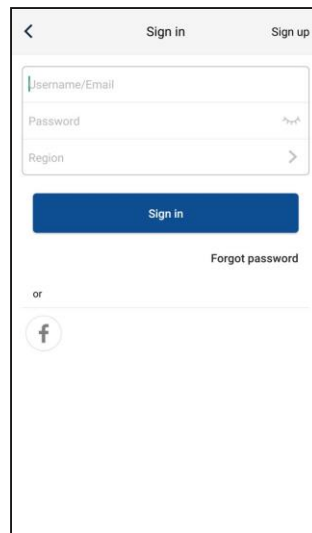 Sign in
Sign up
Username/Email
Password
Region
Sign in
Forgot password
or
f